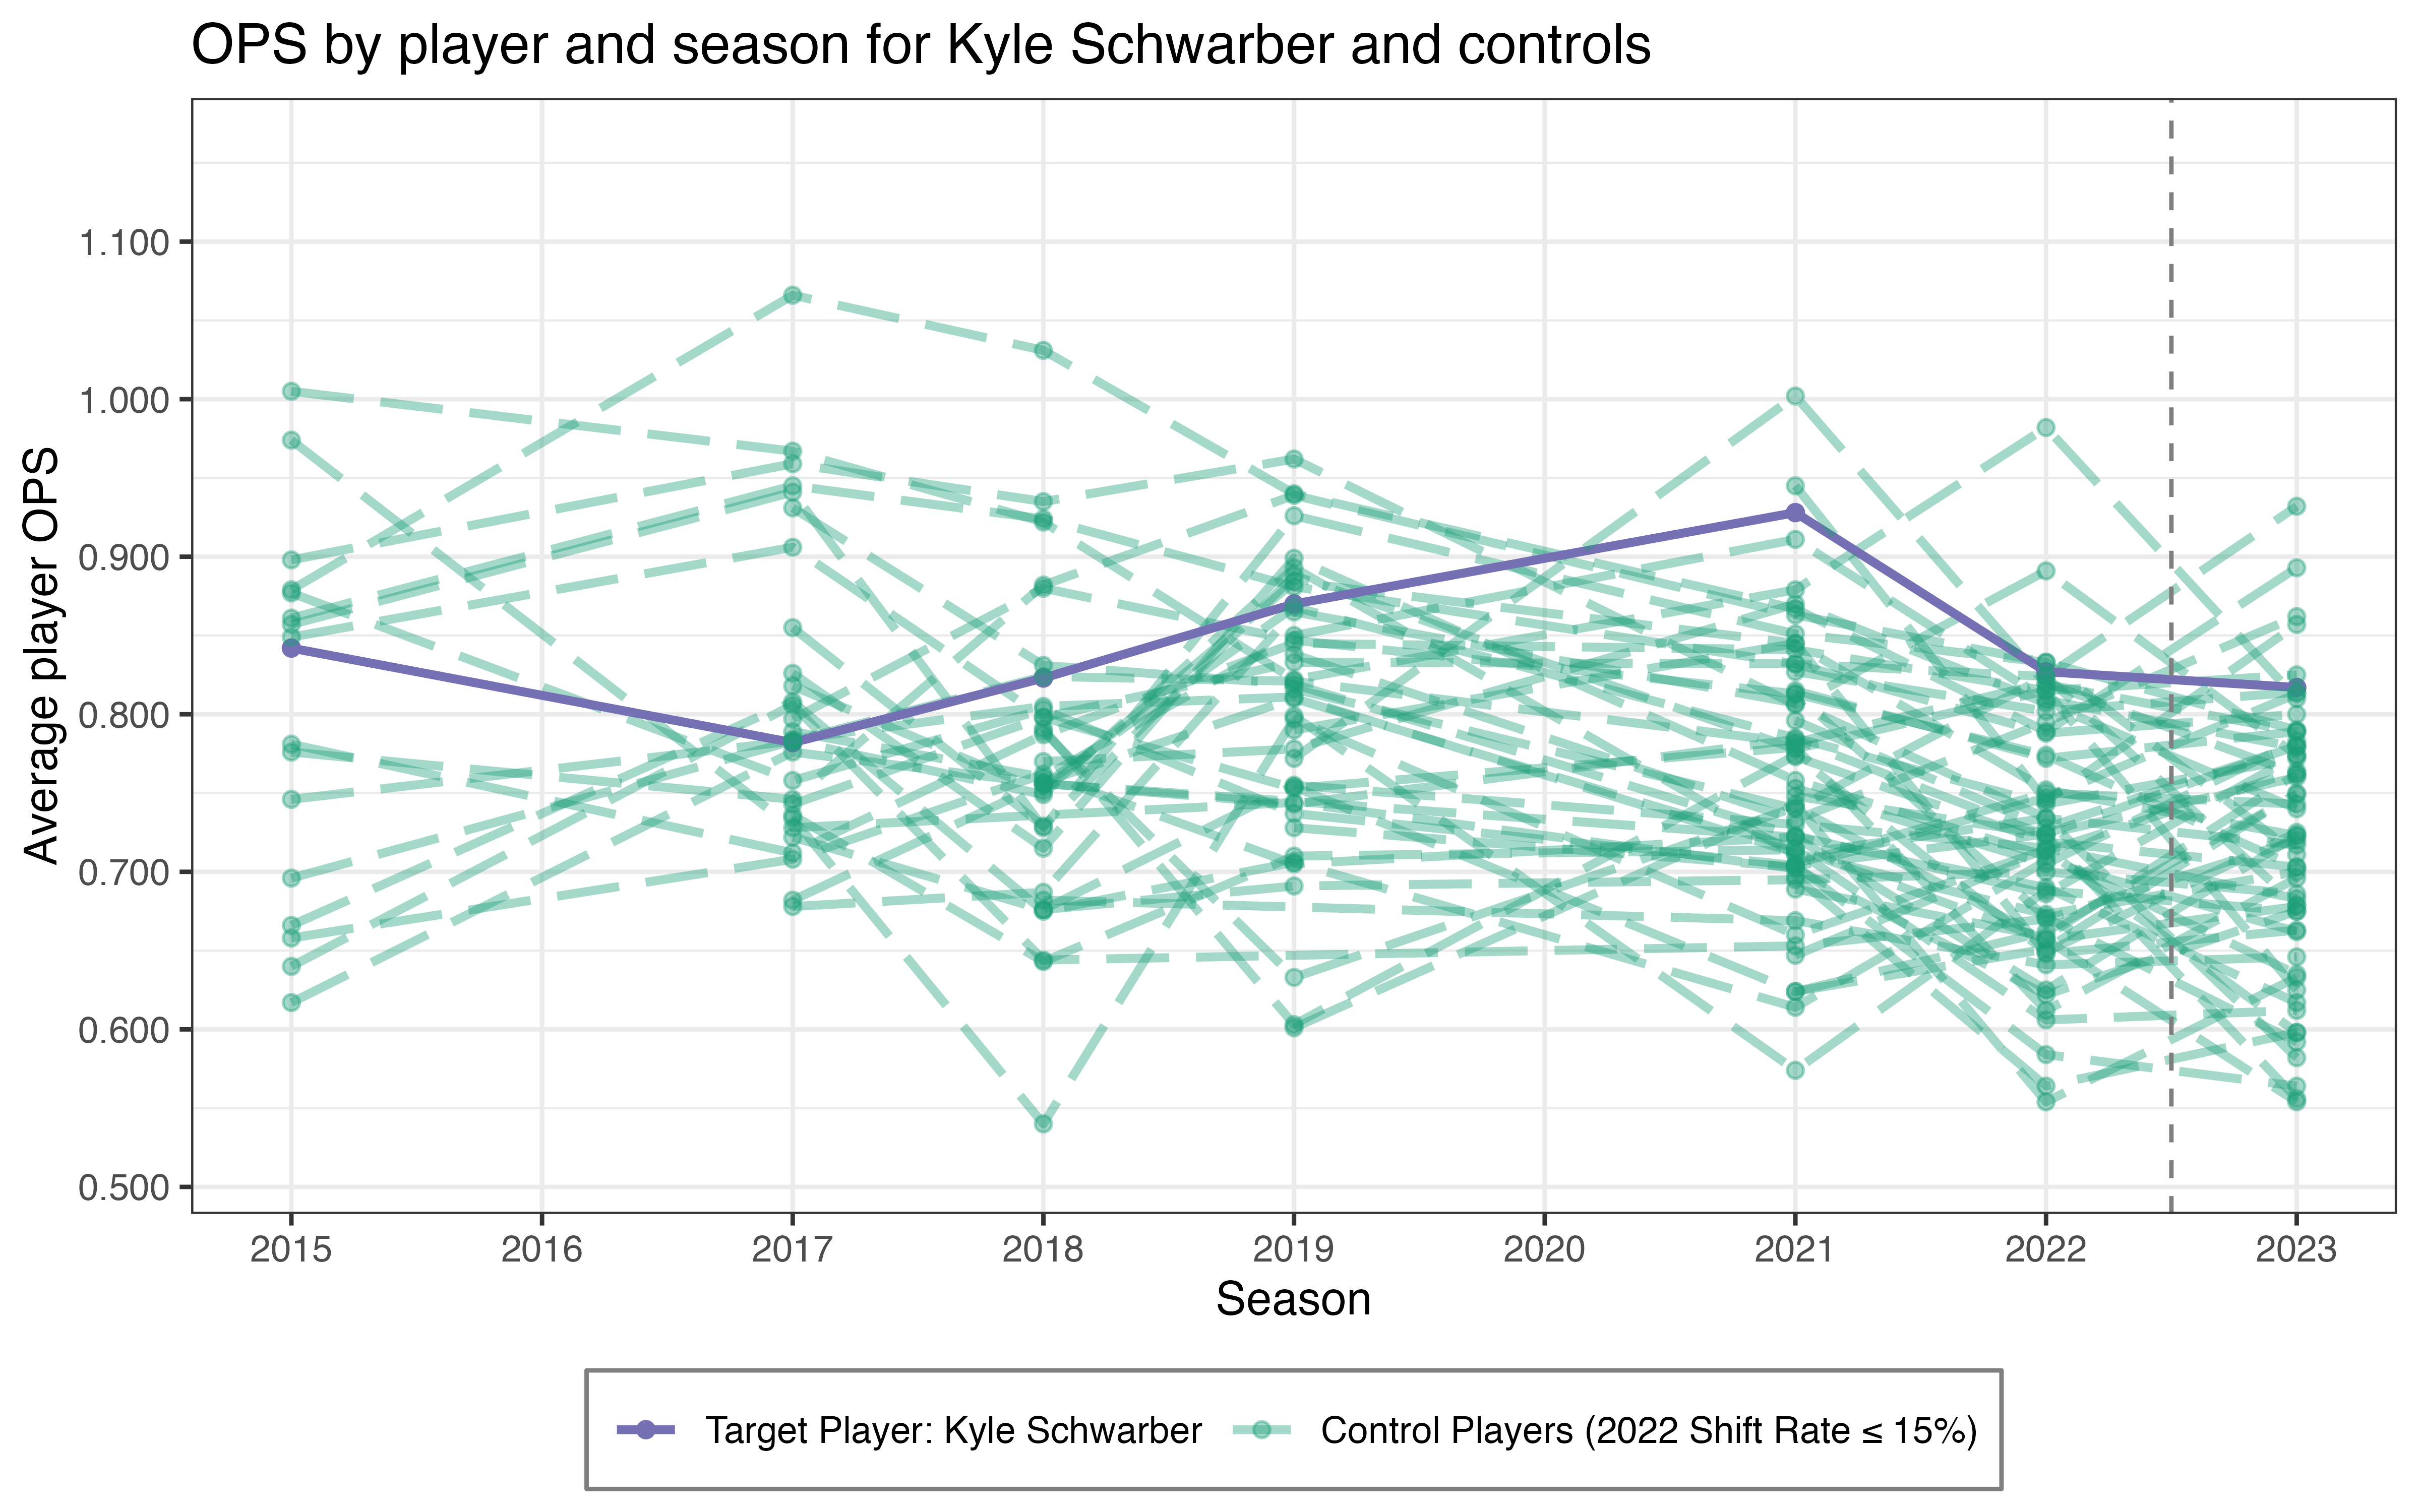 OPS by player and season for Kyle Schwarber and controls
Average player OPS
1.100
1.000
0.900
0.800
0.700
0.600
0.500
2015 2016 2017 2018 2019 2020 2021 2022 2023
Season
Target Player: Kyle Schwarber Control Players (2022 Shift Rate ≤ 15%)